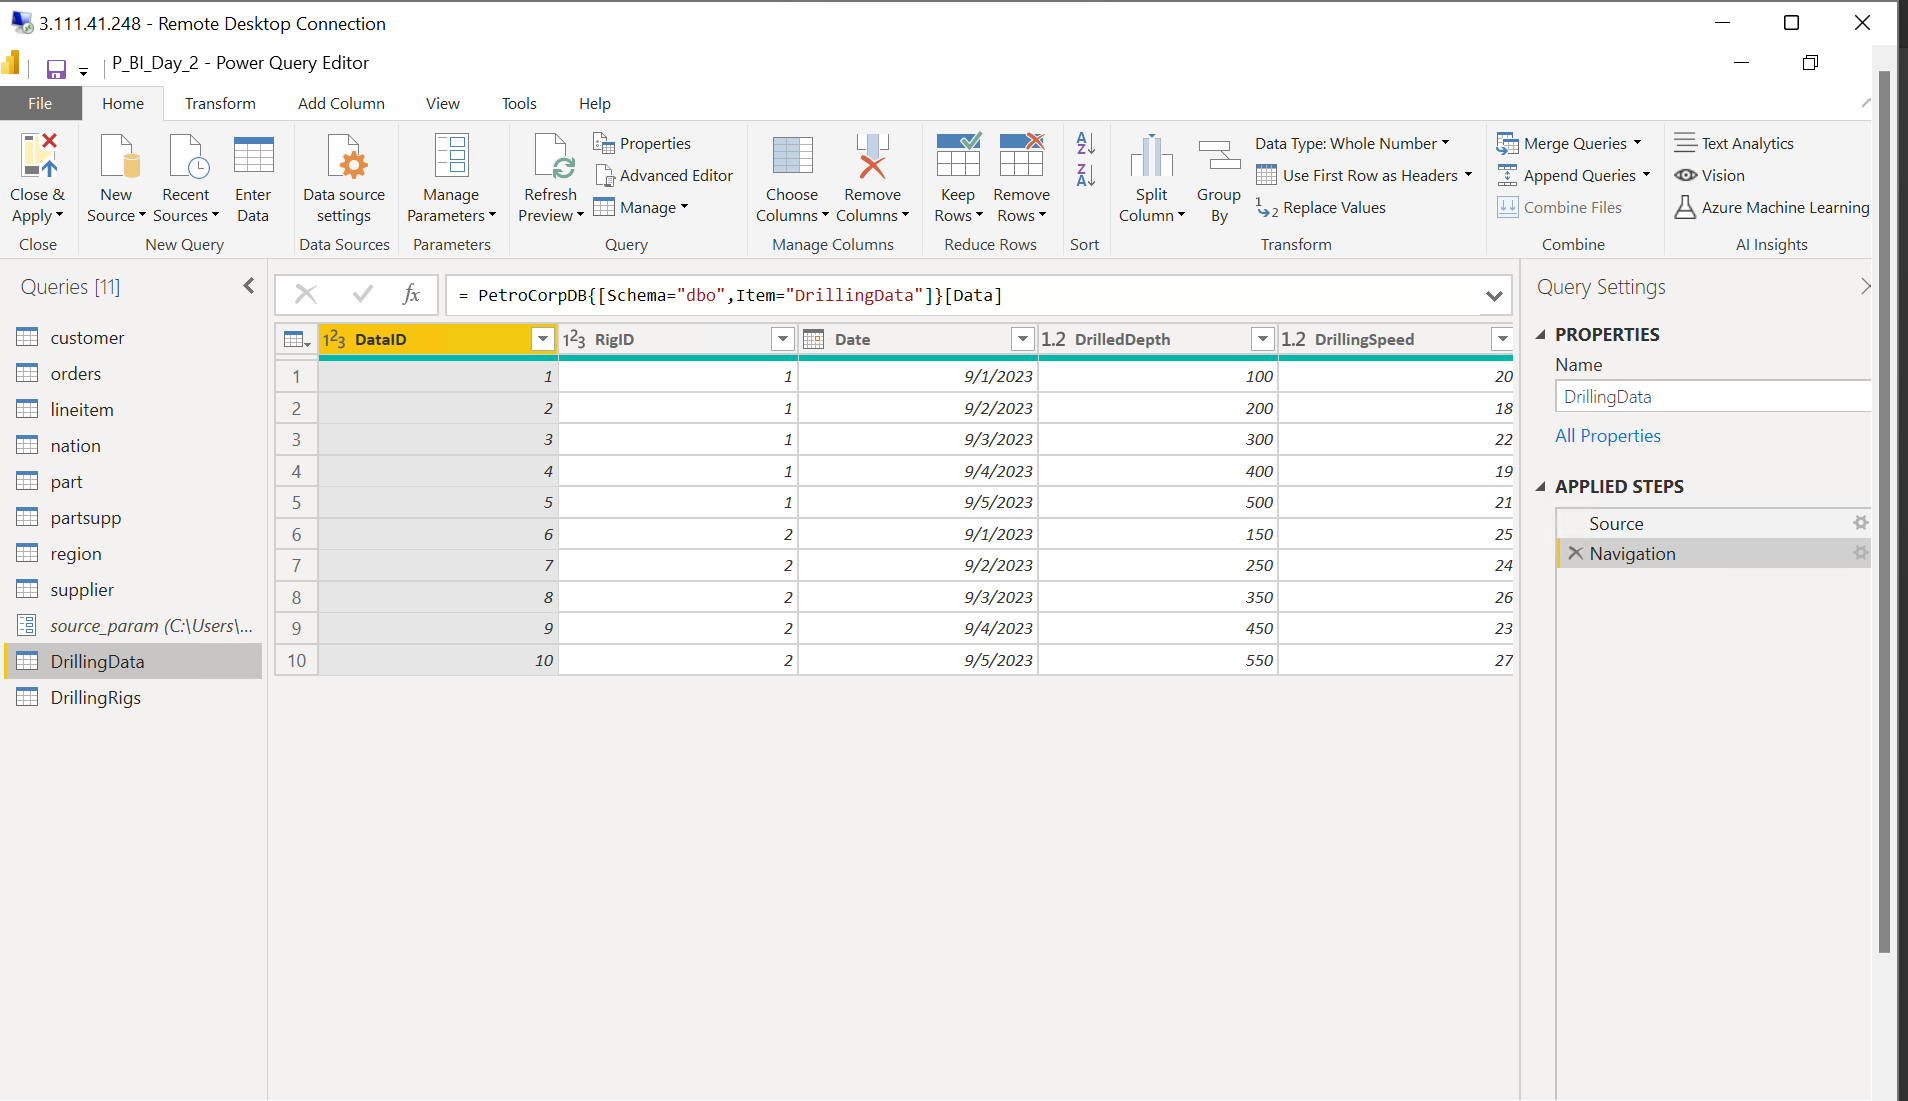 3.111.41.248 - Remote Desktop Connection
P_BI_Day_2 - Power Query Editor
File Home Transform Add Column View Tools Help
Close & Apply
Close
New Source
Recent Sources
Enter Data
New Query
Data source settings
Data Sources
Manage Parameters
Parameters
Refresh Preview
Properties
Advanced Editor
Manage
Query
Choose Columns
Remove Columns
Manage Columns
Keep Rows
Remove Rows
Reduce Rows
Sort
Split Column
Group By
Data Type: Whole Number
Use First Row as Headers
Replace Values
Transform
Merge Queries
Append Queries
Combine Files
Combine
Text Analytics
Vision
Azure Machine Learning
AI Insights
Queries [11]
customer
orders
lineitem
nation
part
partsupp
region
supplier
source_param (C:\Users\...
DrillingData
DrillingRigs
fx = PetroCorpDB{[Schema="dbo",Item="DrillingData"]}[Data]
123 DataID 123 RigID Date 1.2 DrilledDepth 1.2 DrillingSpeed
1 1 1 9/1/2023 100 20
2 2 1 9/2/2023 200 18
3 3 1 9/3/2023 300 22
4 4 1 9/4/2023 400 19
5 5 1 9/5/2023 500 21
6 6 2 9/1/2023 150 25
7 7 2 9/2/2023 250 24
8 8 2 9/3/2023 350 26
9 9 2 9/4/2023 450 23
10 10 2 9/5/2023 550 27
Query Settings
PROPERTIES
Name
DrillingData
All Properties
APPLIED STEPS
Source
Navigation